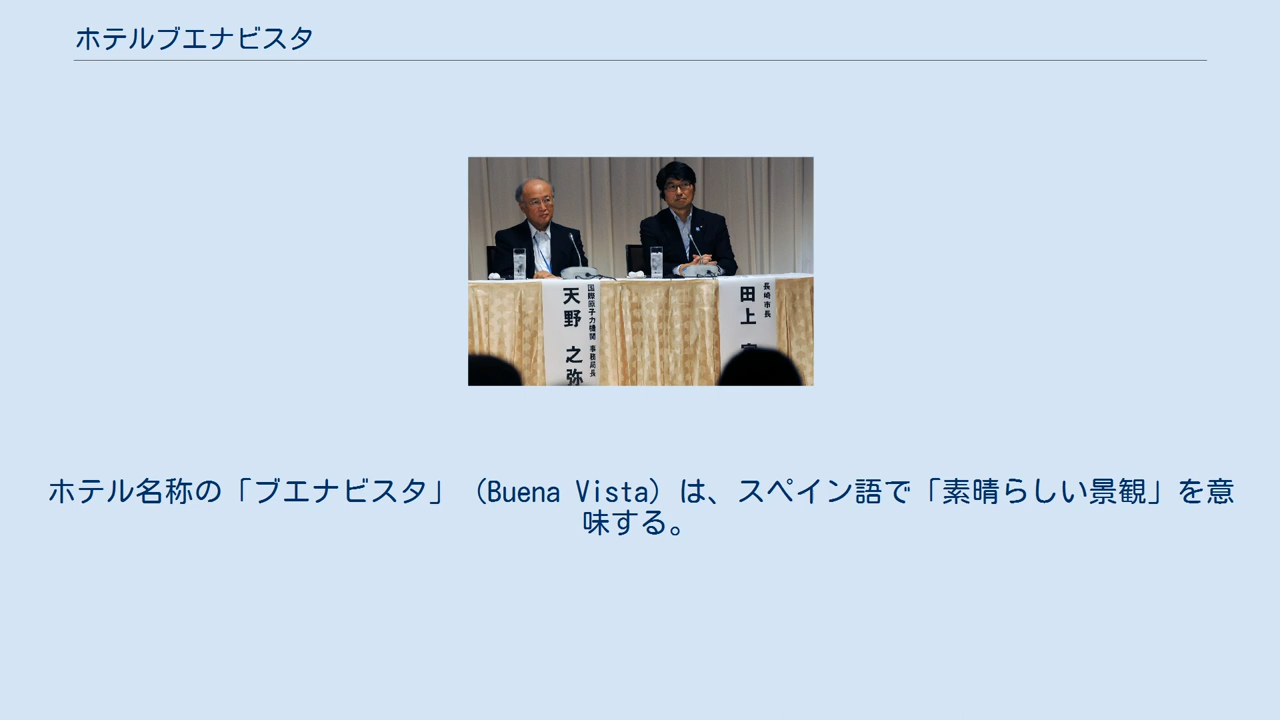 ホテルブエナビスタ
国際原子力機関 事務局長
天野 之弥
長崎市長
田上
ホテル名称の「ブエナビスタ」（Buena Vista）は、スペイン語で「素晴らしい景観」を意
味する。